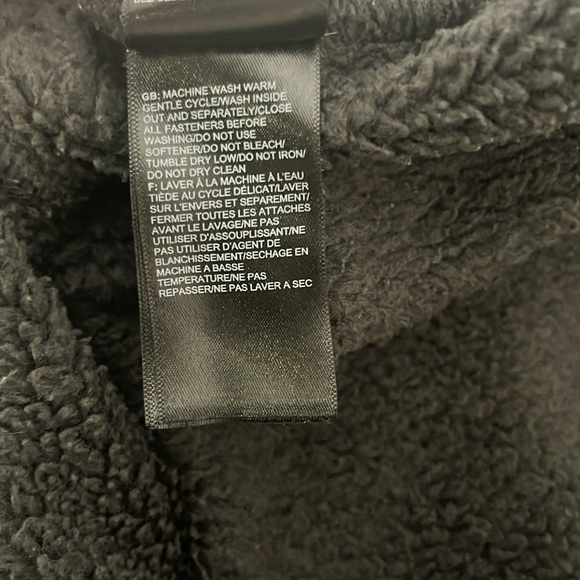 GB: MACHINE WASH WARM
GENTLE CYCLE/WASH INSIDE
OUT AND SEPARATELY/CLOSE
ALL FASTENERS BEFORE
WASHING/DO NOT USE
SOFTENER/DO NOT BLEACH/
TUMBLE DRY LOW/DO NOT IRON/
DO NOT DRY CLEAN
F: LAVER À LA MACHINE À L'EAU
TIÈDE AU CYCLE DÉLICAT/LAVER
SUR L'ENVERS ET SEPAREMENT/
FERMER TOUTES LES ATTACHES
AVANT LE LAVAGE/NE PAS
UTILISER D'ASSOUPLISSANT/NE
PAS UTILISER D'AGENT DE
BLANCHISSEMENT/SECHAGE EN
MACHINE A BASSE
TEMPERATURE/NE PAS
REPASSER/NE PAS LAVER A SEC